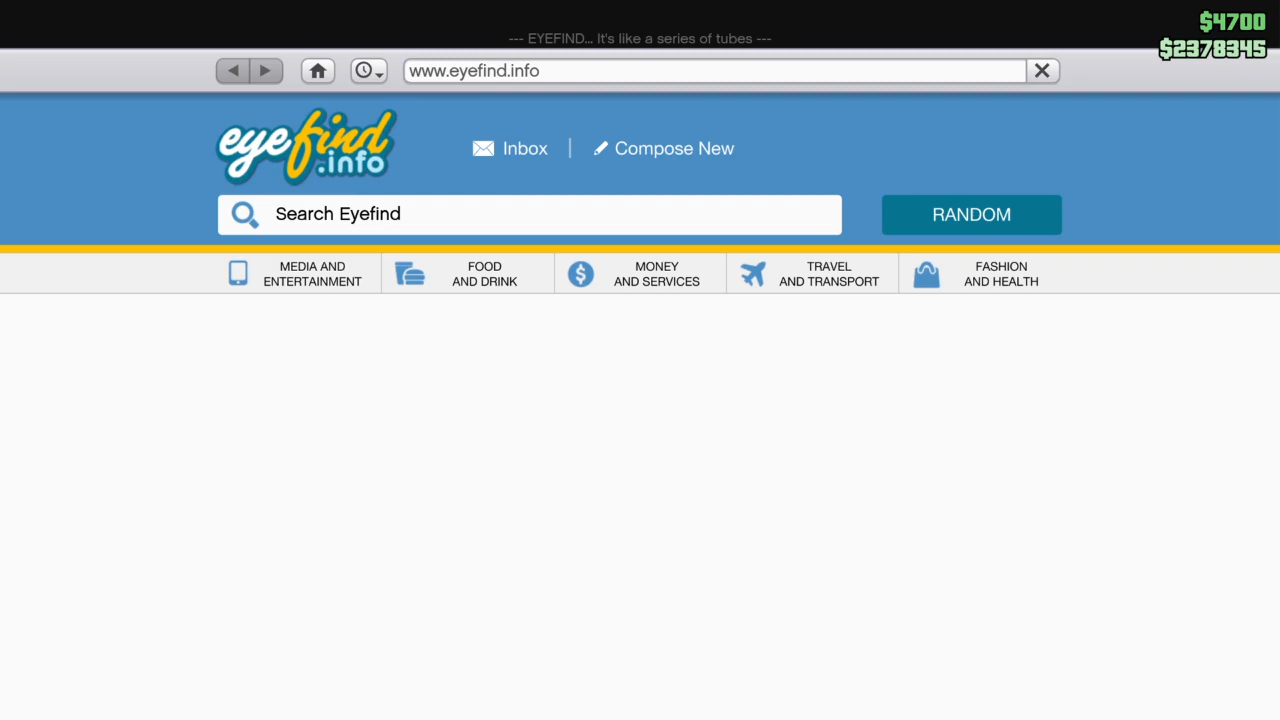 $4700
--- EYEFIND... It's like a series of tubes ---
$2378345
www.eyefind.info
eyefind
.info
Inbox
Compose New
Search Eyefind
RANDOM
MEDIA AND
ENTERTAINMENT
FOOD
AND DRINK
MONEY
AND SERVICES
TRAVEL
AND TRANSPORT
FASHION
AND HEALTH